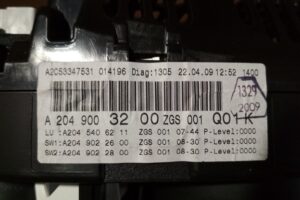 A2C53347531 014196 Diag:1305 22.04.09 12:52 1400
1329
2009
A 204 900 32 00 ZGS 001 Q01 K
LU :A204 540 62 11 ZGS 001 07-44 P-Level:0000
SW1:A204 902 26 00 ZGS 001 08-30 P-Level:0000
SW2:A204 902 28 00 ZGS 001 08-30 P-Level:0000